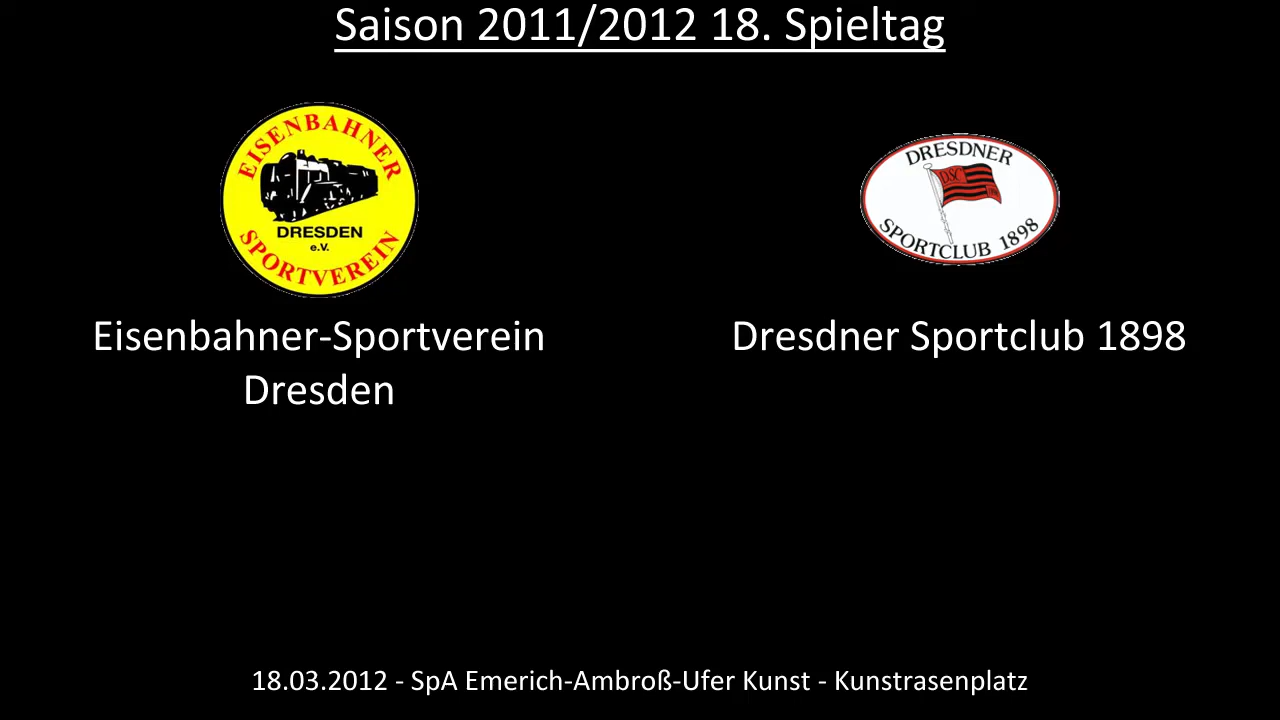 Saison 2011/2012 18. Spieltag
EISENBAHNER
DRESDEN
e.V.
SPORTVEREIN
DRESDNER
DSC
SPORTCLUB 1898
Eisenbahner-Sportverein
Dresden
Dresdner Sportclub 1898
18.03.2012 - SpA Emerich-Ambroß-Ufer Kunst - Kunstrasenplatz